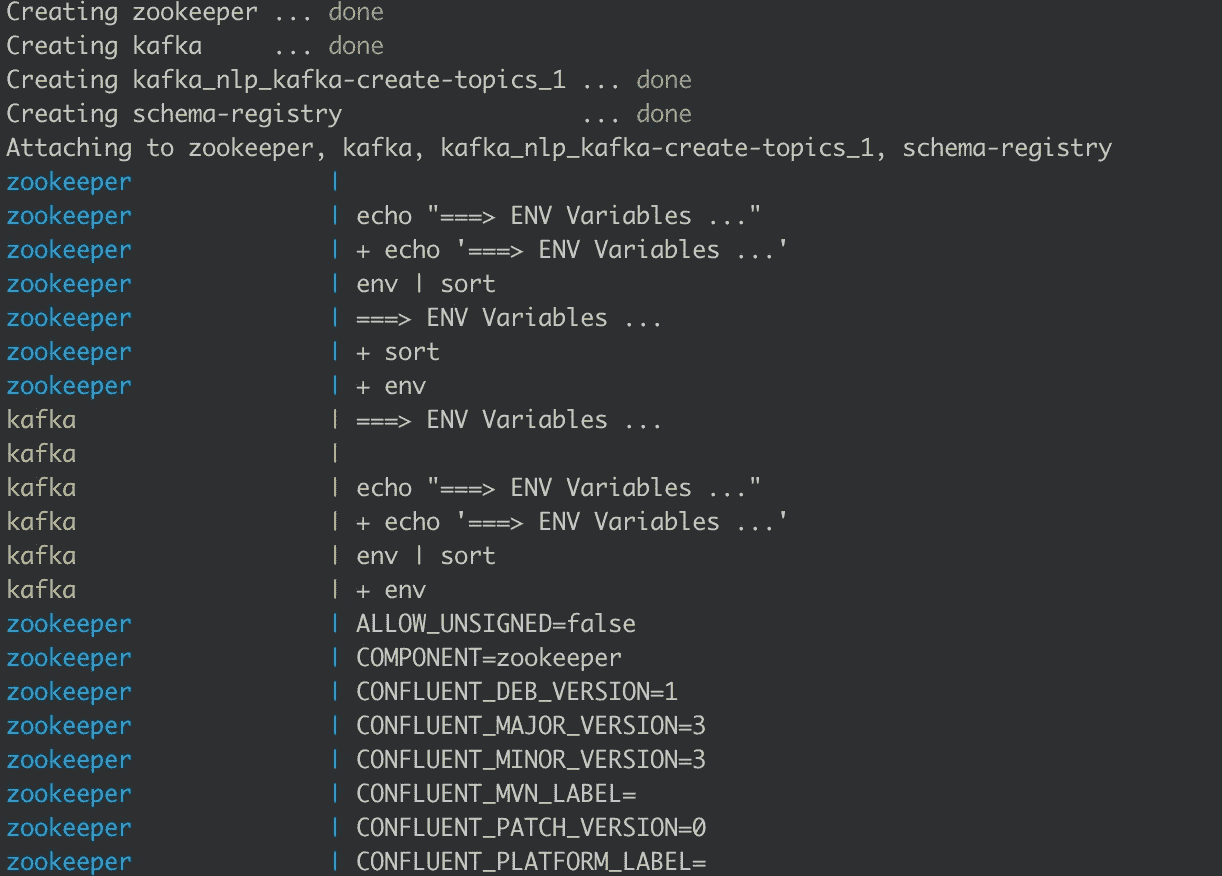 Creating zookeeper ... done
Creating kafka     ... done
Creating kafka_nlp_kafka-create-topics_1 ... done
Creating schema-registry                 ... done
Attaching to zookeeper, kafka, kafka_nlp_kafka-create-topics_1, schema-registry
zookeeper              |
zookeeper              | echo "===> ENV Variables ..."
zookeeper              | + echo '===> ENV Variables ...'
zookeeper              | env | sort
zookeeper              | ===> ENV Variables ...
zookeeper              | + sort
zookeeper              | + env
kafka                  | ===> ENV Variables ...
kafka                  |
kafka                  | echo "===> ENV Variables ..."
kafka                  | + echo '===> ENV Variables ...'
kafka                  | env | sort
kafka                  | + env
zookeeper              | ALLOW_UNSIGNED=false
zookeeper              | COMPONENT=zookeeper
zookeeper              | CONFLUENT_DEB_VERSION=1
zookeeper              | CONFLUENT_MAJOR_VERSION=3
zookeeper              | CONFLUENT_MINOR_VERSION=3
zookeeper              | CONFLUENT_MVN_LABEL=
zookeeper              | CONFLUENT_PATCH_VERSION=0
zookeeper              | CONFLUENT_PLATFORM_LABEL=